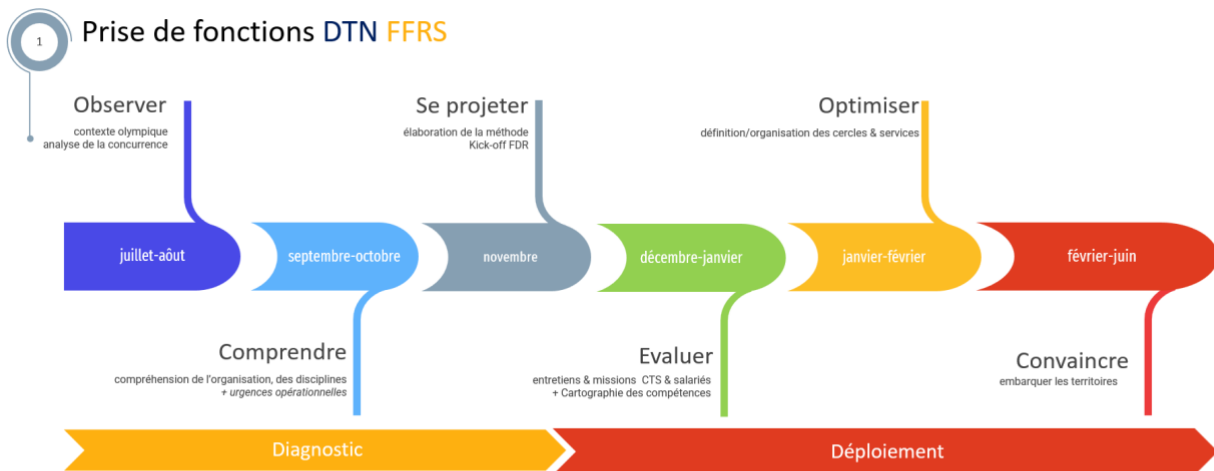 1
Prise de fonctions DTN FFRS
Observer
contexte olympique
analyse de la concurrence
Se projeter
élaboration de la méthode
Kick-off FDR
Optimiser
définition/organisation des cercles & services
juillet-aôut
septembre-octobre
novembre
décembre-janvier
janvier-février
février-juin
Comprendre
compréhension de l'organisation, des disciplines
+ urgences opérationnelles
Evaluer
entretiens & missions CTS & salariés
+ Cartographie des compétences
Convaincre
embarquer les territoires
Diagnostic
Déploiement